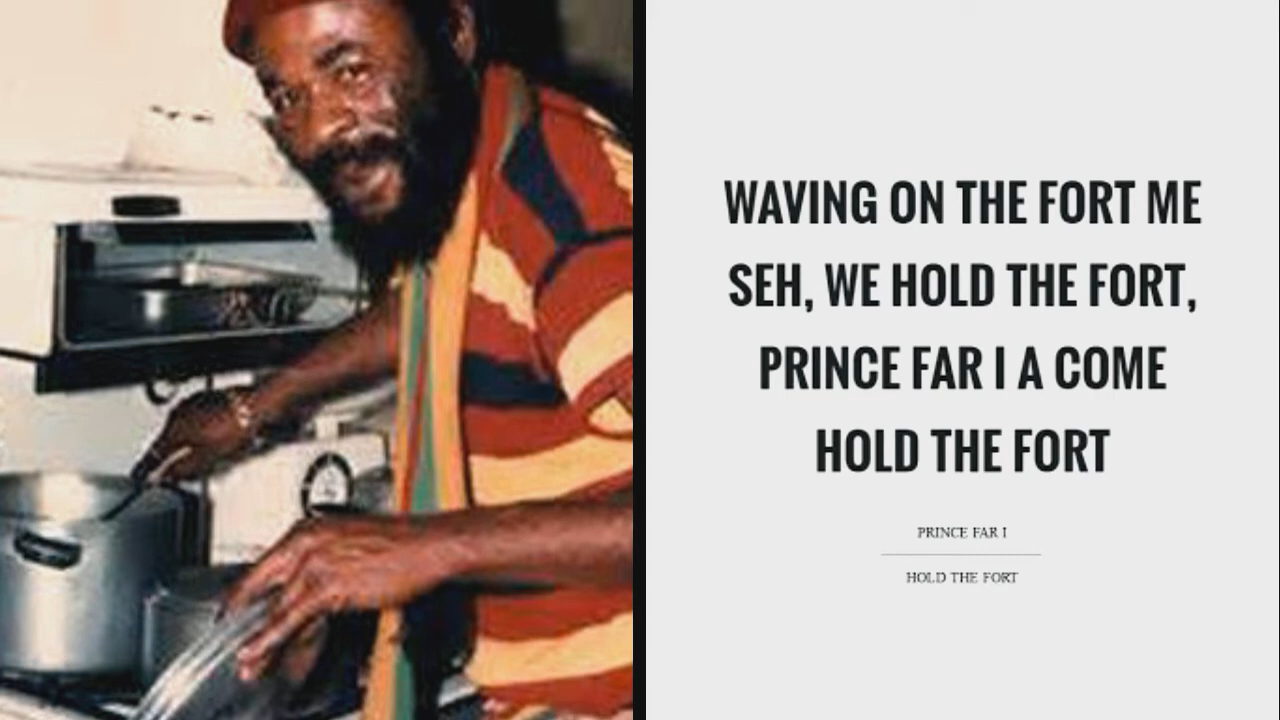 WAVING ON THE FORT ME
SEH, WE HOLD THE FORT,
PRINCE FAR I A COME
HOLD THE FORT
PRINCE FAR I
HOLD THE FORT